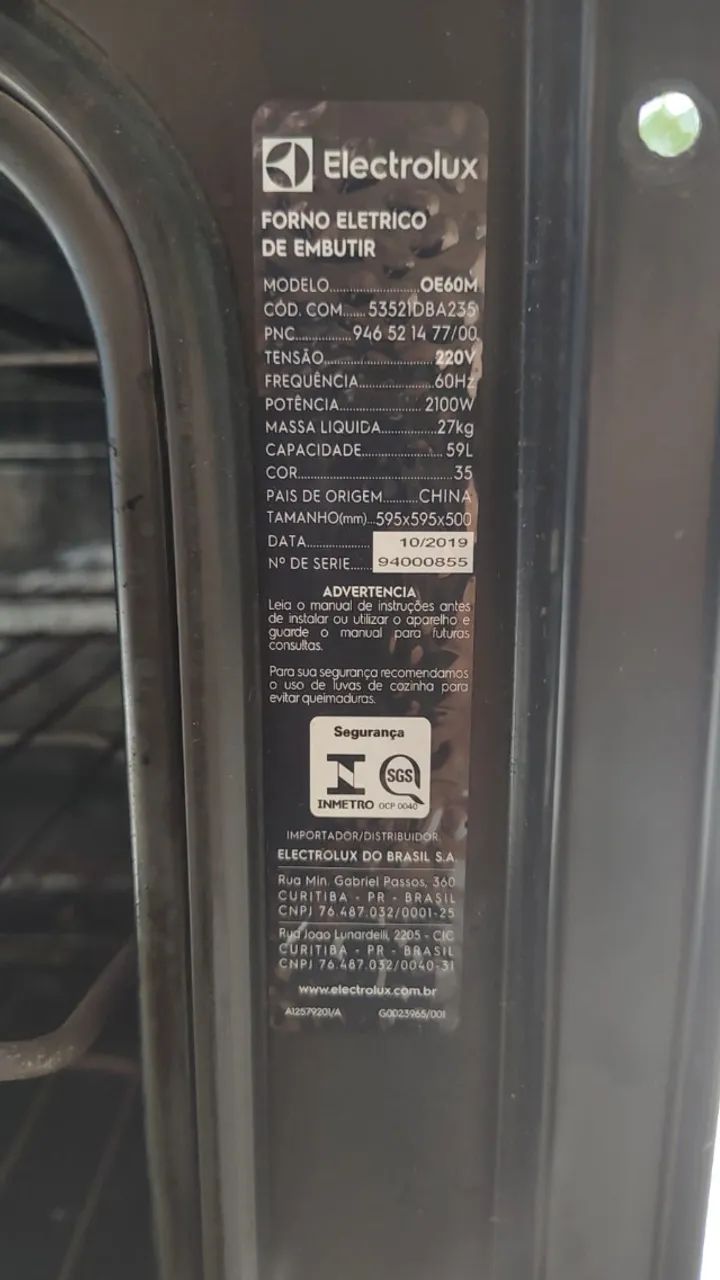 Electrolux
FORNO ELETRICO
DE EMBUTIR
MODELO........................OE60M
CÓD. COM......53521DBA235
PNC................946 52 14 77/00
TENSÃO..........................220V
FREQUÊNCIA..................60Hz
POTÊNCIA....................2100W
MASSA LIQUIDA.............27kg
CAPACIDADE...................59L
COR....................................35
PAIS DE ORIGEM.........CHINA
TAMANHO(mm)...595x595x500
DATA................10/2019
Nº DE SERIE......94000855
ADVERTENCIA
Leia o manual de instruções antes
de instalar ou utilizar o aparelho e
guarde o manual para futuras
consultas.
Para sua segurança recomendamos
o uso de luvas de cozinha para
evitar queimaduras.
Segurança
SGS
INMETRO OCP 0040
IMPORTADOR/DISTRIBUIDOR
ELECTROLUX DO BRASIL S.A.
Rua Min. Gabriel Passos, 360
CURITIBA - PR - BRASIL
CNPJ 76.487.032/0001-25
Rua Joao Lunardelli, 2205 - CIC
CURITIBA - PR - BRASIL
CNPJ 76.487.032/0040-31
www.electrolux.com.br
A12579201/A G0023965/001